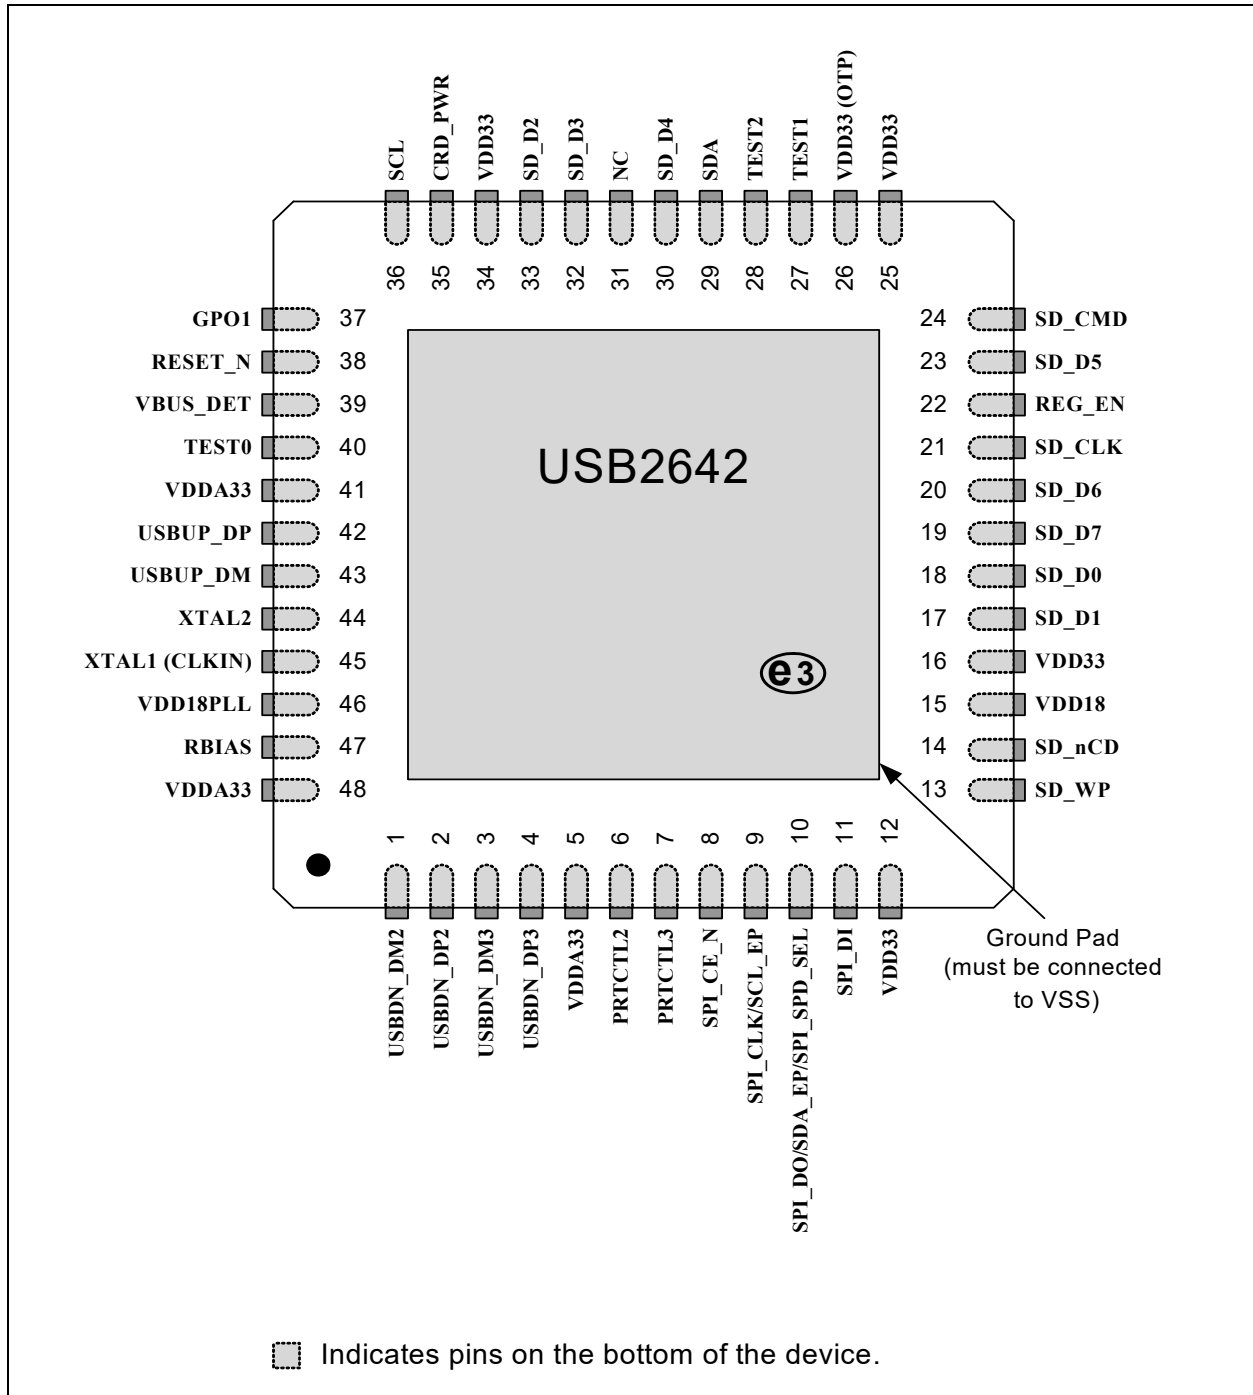 SCL
CRD_PWR
VDD33
SD_D2
SD_D3
NC
SD_D4
SDA
TEST2
TEST1
VDD33 (OTP)
VDD33
36
35
34
33
32
31
30
29
28
27
26
25
GPO1 37
RESET_N 38
VBUS_DET 39
TEST0 40
VDDA33 41
USBUP_DP 42
USBUP_DM 43
XTAL2 44
XTAL1 (CLKIN) 45
VDD18PLL 46
RBIAS 47
VDDA33 48
USB2642
e3
24 SD_CMD
23 SD_D5
22 REG_EN
21 SD_CLK
20 SD_D6
19 SD_D7
18 SD_D0
17 SD_D1
16 VDD33
15 VDD18
14 SD_nCD
13 SD_WP
1
2
3
4
5
6
7
8
9
10
11
12
USBDN_DM2
USBDN_DP2
USBDN_DM3
USBDN_DP3
VDDA33
PRTCTL2
PRTCTL3
SPI_CE_N
SPI_CLK/SCL_EP
SPI_DO/SDA_EP/SPI_SPD_SEL
SPI_DI
VDD33
Ground Pad
(must be connected
to VSS)
Indicates pins on the bottom of the device.